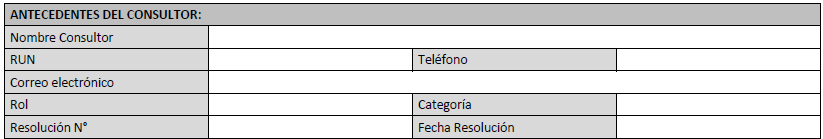 ANTECEDENTES DEL CONSULTOR:
Nombre Consultor
RUN Teléfono
Correo electrónico
Rol Categoría
Resolución N° Fecha Resolución